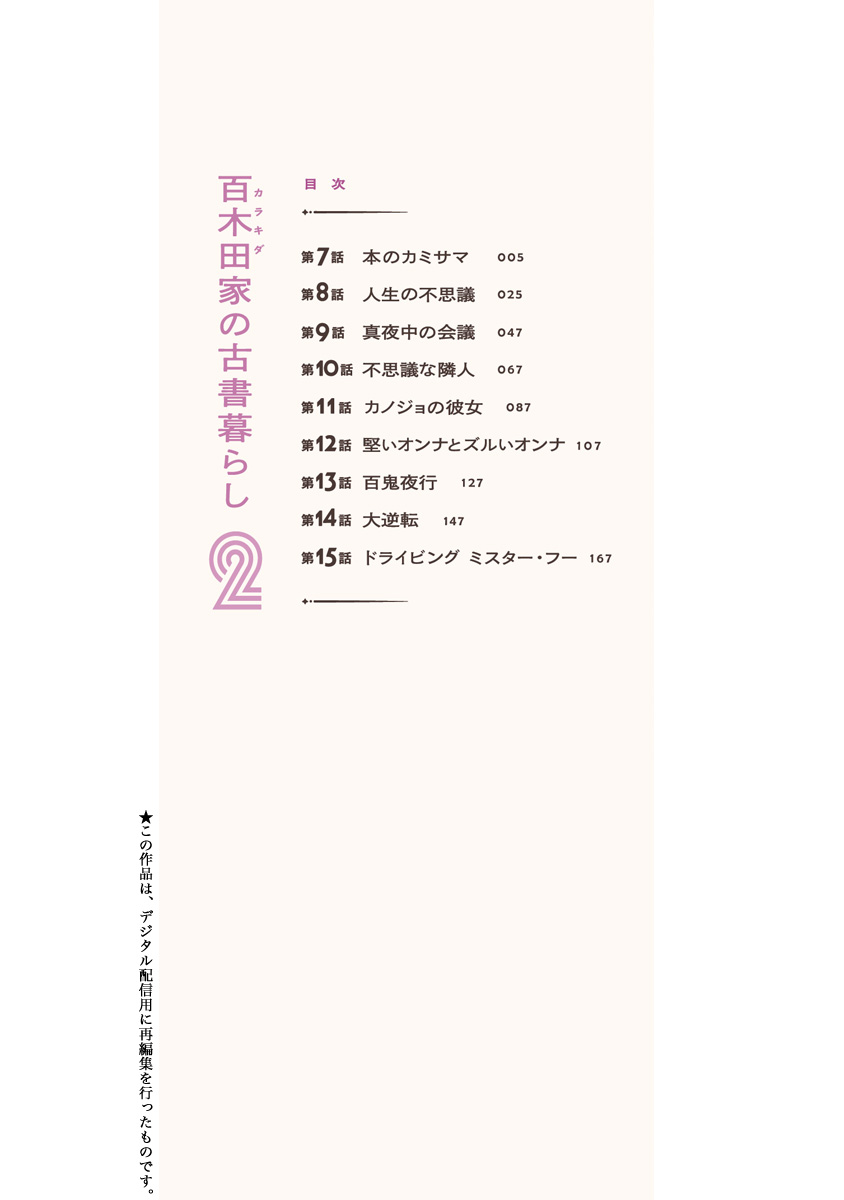 百木田家の古書暮らし
カラキダ
2
目次
第7話 本のカミサマ 005
第8話 人生の不思議 025
第9話 真夜中の会議 047
第10話 不思議な隣人 067
第11話 カノジョの彼女 087
第12話 堅いオンナとズルいオンナ 107
第13話 百鬼夜行 127
第14話 大逆転 147
第15話 ドライビング ミスター・フー 167
★この作品は、デジタル配信用に再編集を行ったものです。